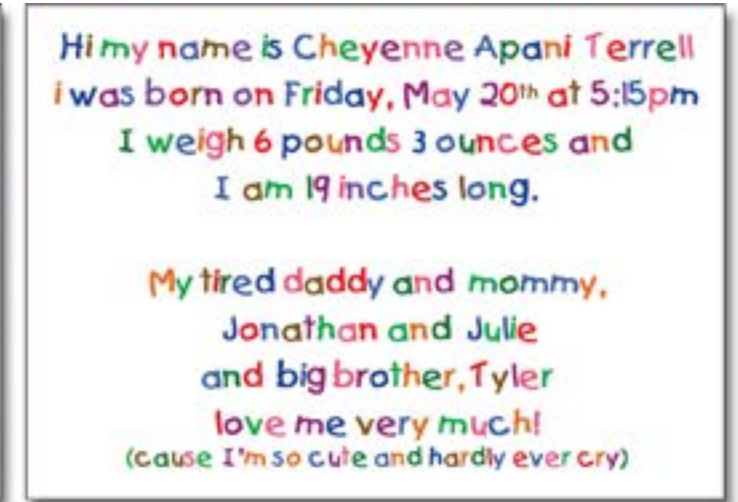 Hi my name is Cheyenne Apani Terrell
i was born on Friday, May 20th at 5:15pm
I weigh 6 pounds 3 ounces and
I am 19 inches long.
My tired daddy and mommy,
Jonathan and Julie
and big brother, Tyler
love me very much!
(cause I'm so cute and hardly ever cry)